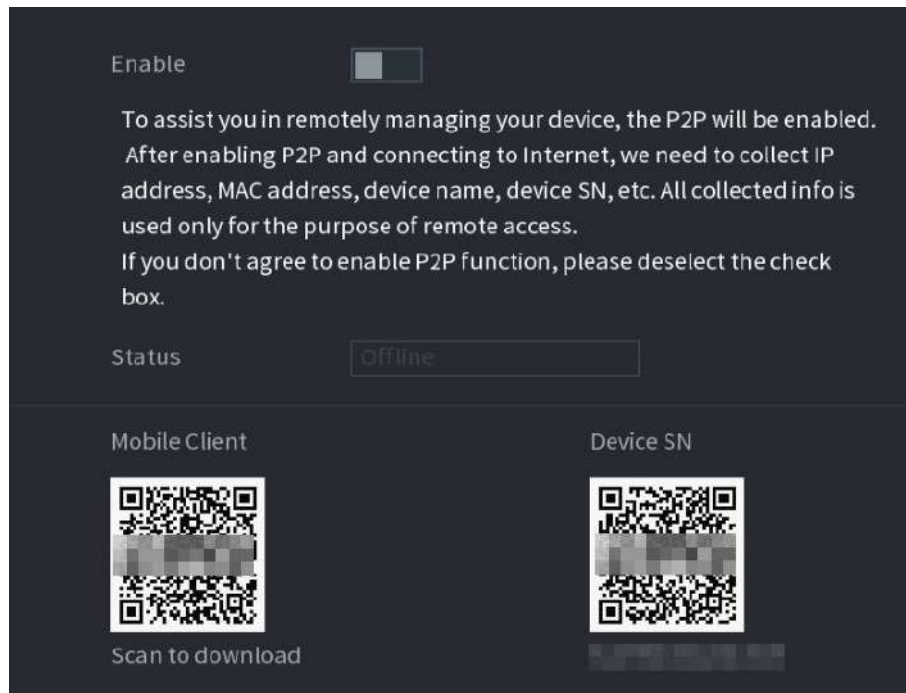 Enable
To assist you in remotely managing your device, the P2P will be enabled.
After enabling P2P and connecting to Internet, we need to collect IP
address, MAC address, device name, device SN, etc. All collected info is
used only for the purpose of remote access.
If you don't agree to enable P2P function, please deselect the check
box.
Status
Offline
Mobile Client
Device SN
Scan to download